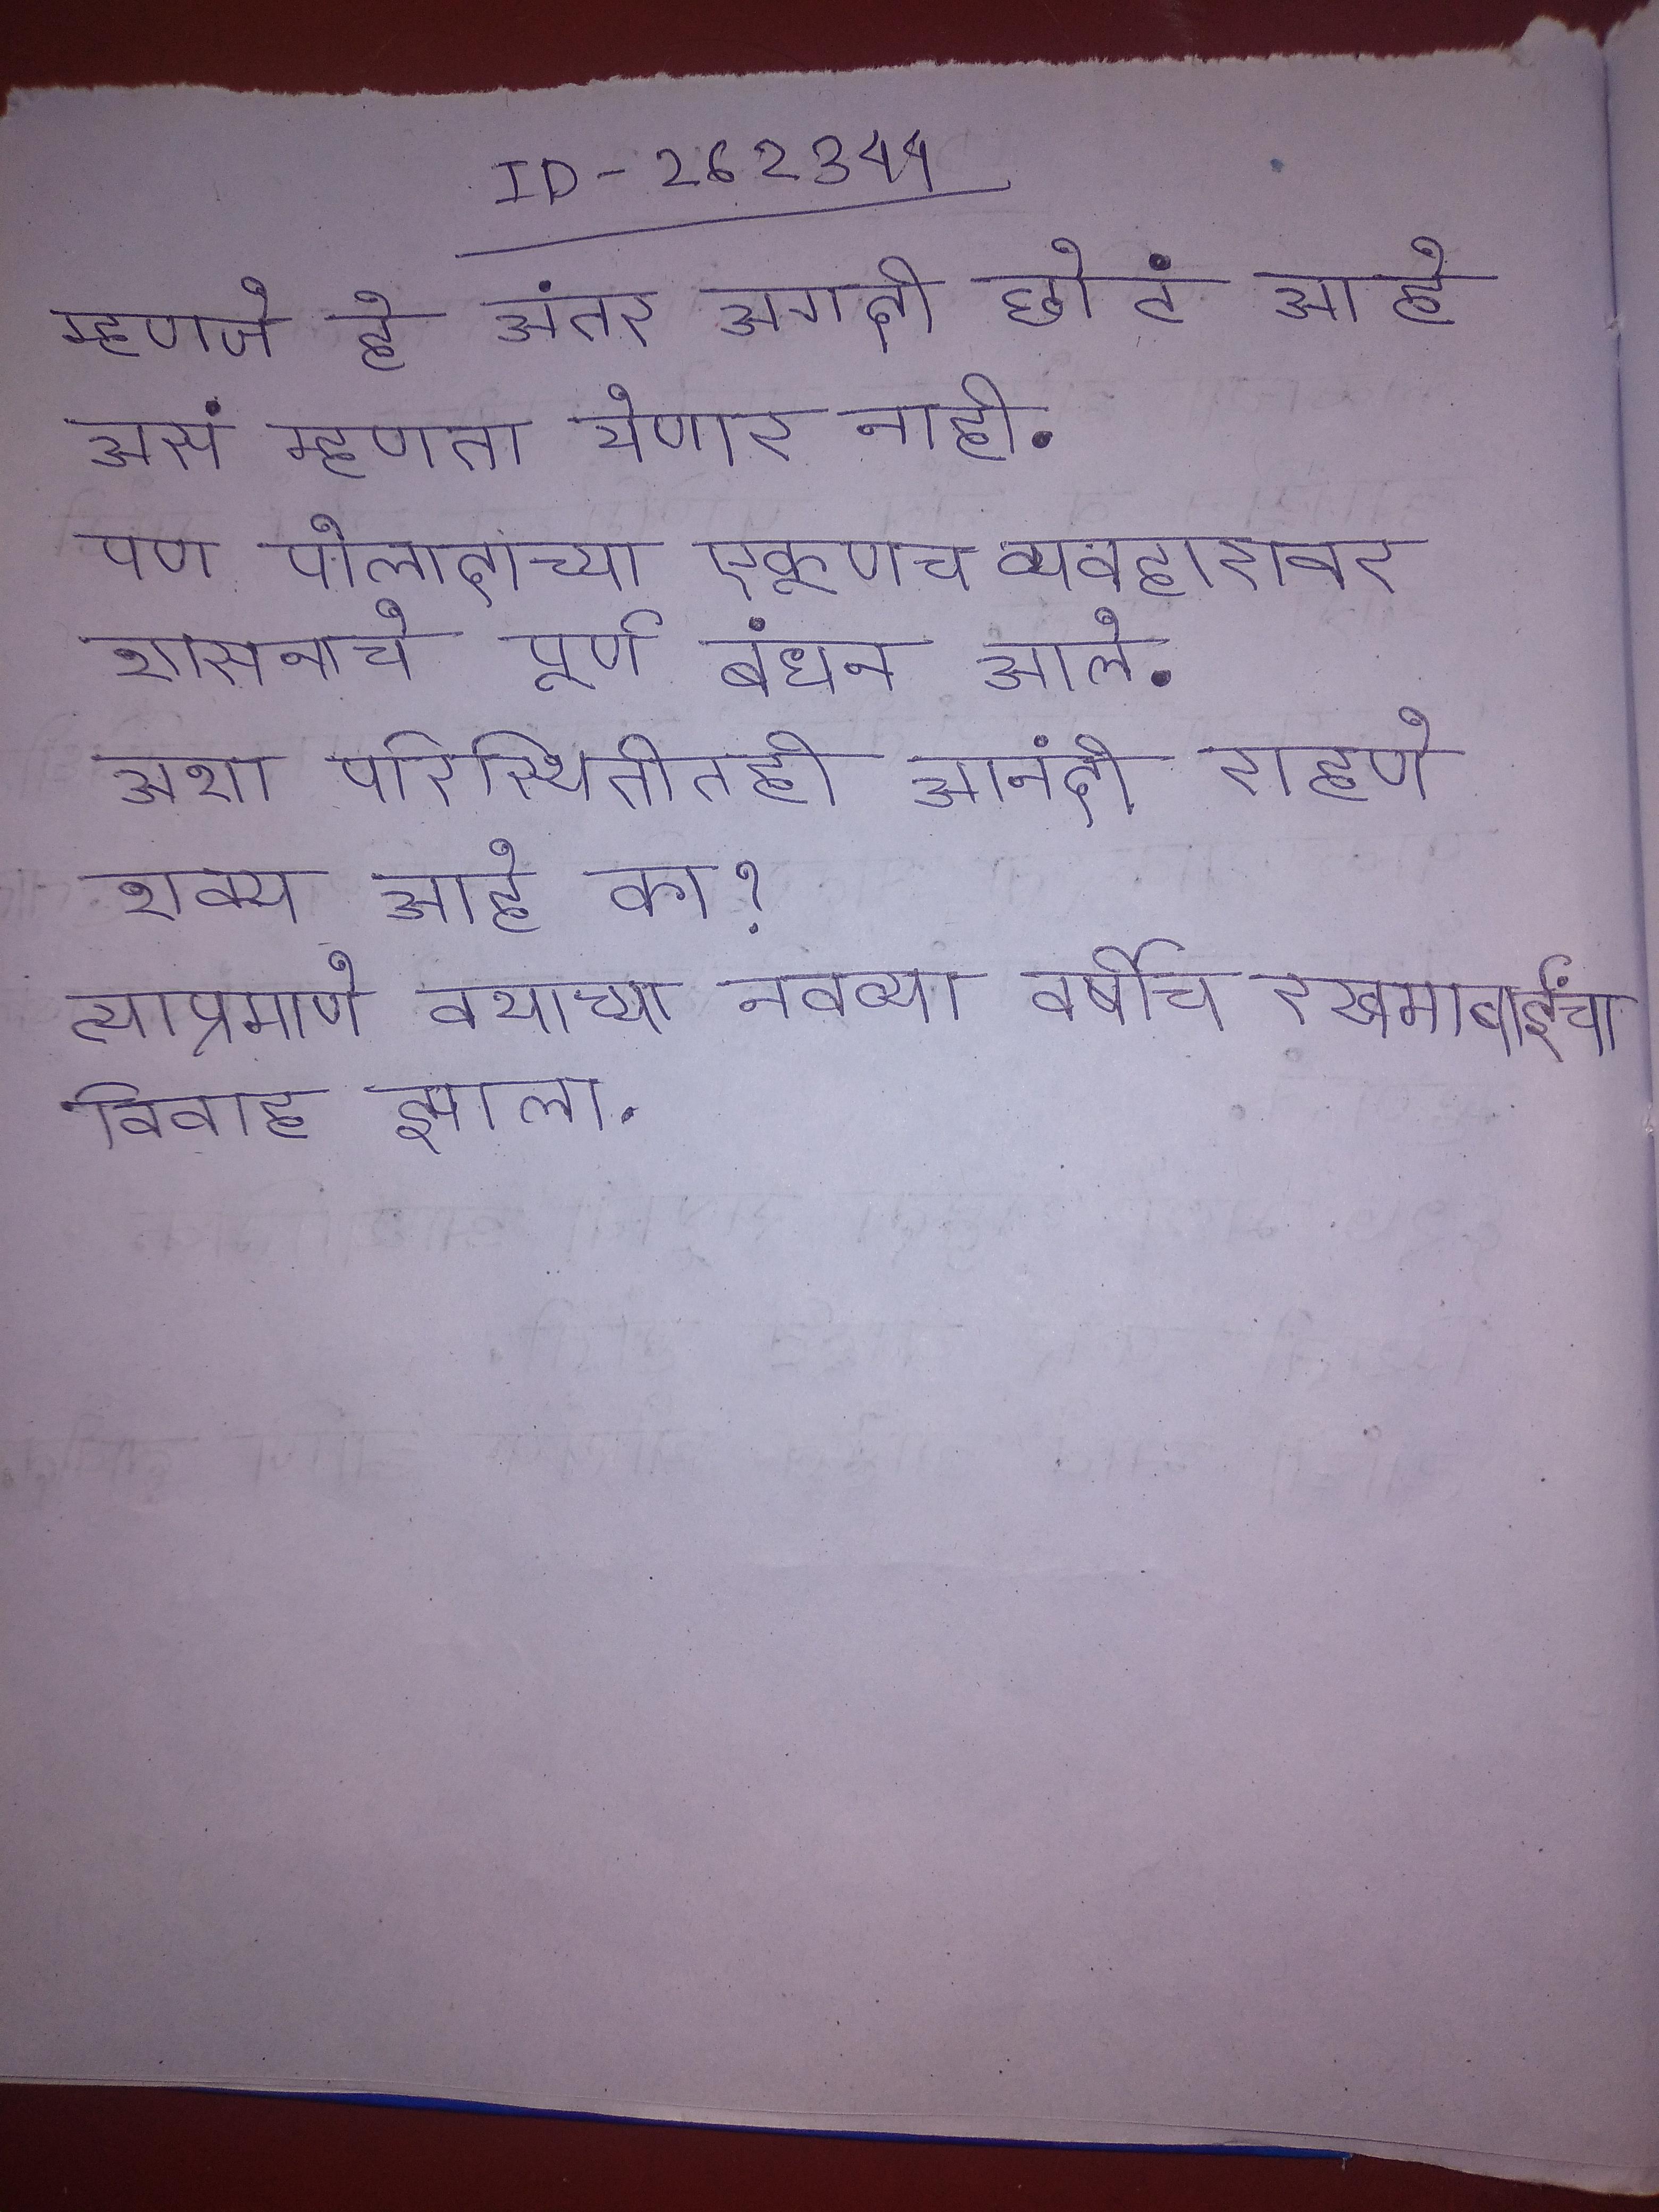 ID - 262344
म्हणजे हे अंतर अगदी छोटं आहे
असं म्हणता येणार नाही.
पण पोलादाच्या एकूणच व्यवहारावर
शासनाचे पूर्ण बंधन आले.
अशा परिस्थितीतही आनंदी राहणे
शक्य आहे का?
त्याप्रमाणे वयाच्या नवव्या वर्षीच रखमाबाईंचा
विवाह झाला.